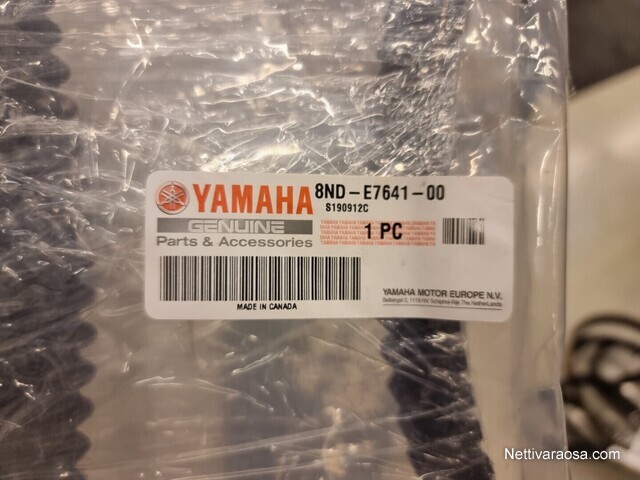 YAMAHA
8ND-E7641-00
S190912C
GENUINE
Parts & Accessories
1 PC
MADE IN CANADA
YAMAHA MOTOR EUROPE N.V.
Nettivaraosa.com